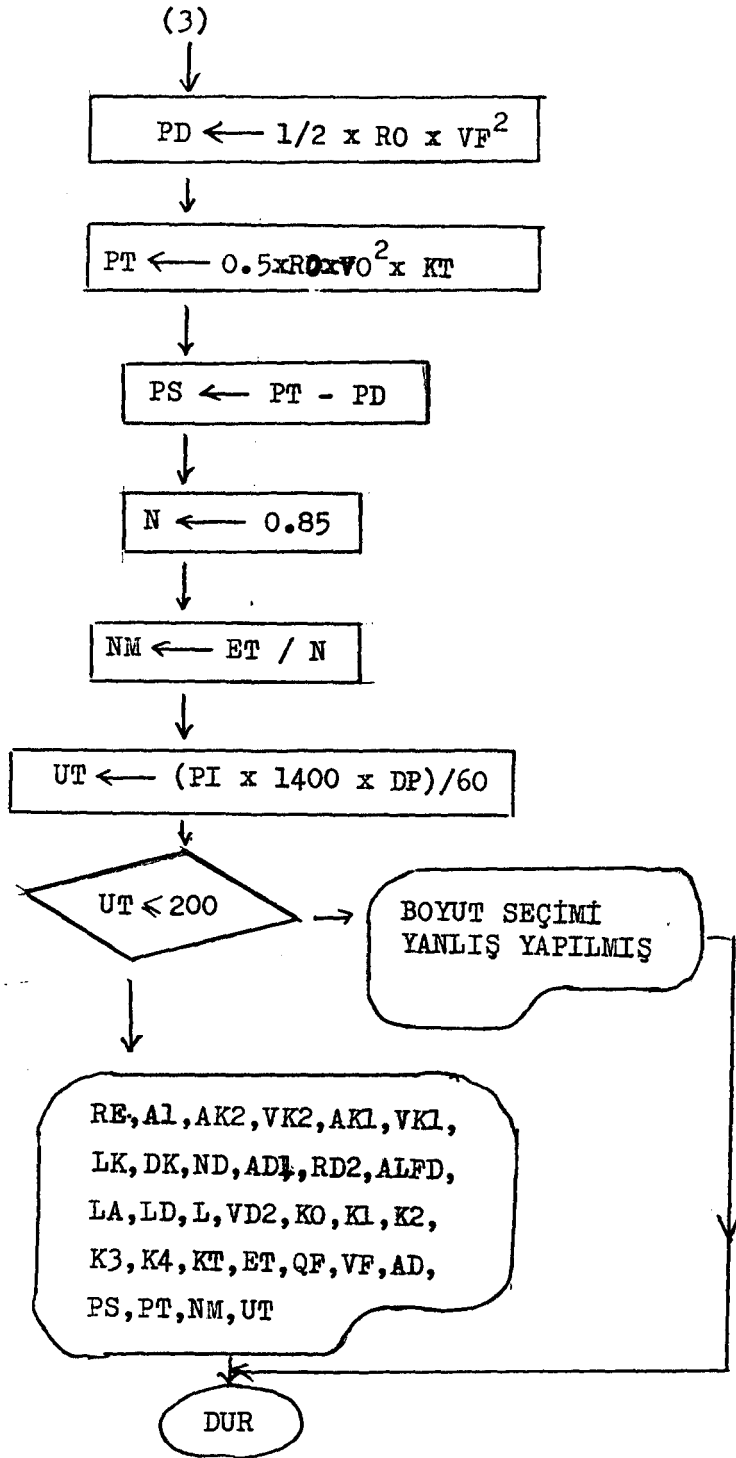 (3)
PD ← 1/2 x RO x VF²
PT ← 0.5xROxVO² x KT
PS ← PT - PD
N ← 0.85
NM ← ET / N
UT ← (PI x 1400 x DP)/60
UT ≤ 200
BOYUT SEÇİMİ
YANLIŞ YAPILMIŞ
RE,A1,AK2,VK2,AK1,VK1,
LK,DK,ND,AD1,RD2,ALFD,
LA,LD,L,VD2,KO,K1,K2,
K3,K4,KT,ET,QF,VF,AD,
PS,PT,NM,UT
DUR